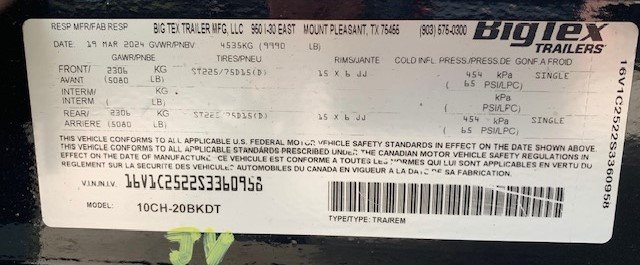 RESP MFR/FAB RESP BIG TEX TRAILER MFG, LLC 950 I-30 EAST MOUNT PLEASANT, TX 75455 (903) 575-0300 BigTex
TRAILERS
DATE: 19 MAR 2024 GVWR/PNBV 4535KG (9990 LB)
GAWR/PNBE TIRES/PNEU RIMS/JANTE COLD INFL. PRESS./PRESS.DE GONF.A FROID
FRONT/ 2306 KG ST225/75D15(D) 15 X 6 JJ 454 kPa SINGLE
AVANT (5080 LB) ( 65 PSI/LPC)
INTERM/ KG kPa
INTERM ( LB) ( PSI/LPC)
REAR/ 2306 KG ST225/75D15(D) 15 X 6 JJ 454 kPa SINGLE
ARRIERE (5080 LB) ( 65 PSI/LPC)
THIS VEHICLE CONFORMS TO ALL APPLICABLE U.S. FEDERAL MOTOR VEHICLE SAFETY STANDARDS IN EFFECT ON THE DATE SHOWN ABOVE.
THIS VEHICLE CONFORMS TO ALL APPLICABLE STANDARDS PRESCRIBED UNDER THE CANADIAN MOTOR VEHICLE SAFETY REGULATIONS IN
EFFECT ON THE DATE OF MANUFACTURE CE VEHICULE EST CONFORME A TOUTES LES NORMES QUI LUI SONT APPLICABLES EN VERTU DU
REGLEMENT SUR LA SECURITE DES VEHICULES AUTOMOBILES DU CANADA EN VIGUEUR A LA DATE DE SA FABRICATION.
V.I.N./N.I.V. 16V1C2522S3360958
MODEL: 10CH-20BKDT
TYPE/TYPE: TRA/REM
16V1C2522S3360958